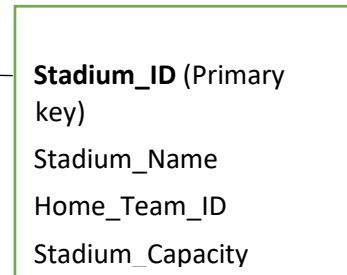 Stadium_ID (Primary
key)
Stadium_Name
Home_Team_ID
Stadium_Capacity